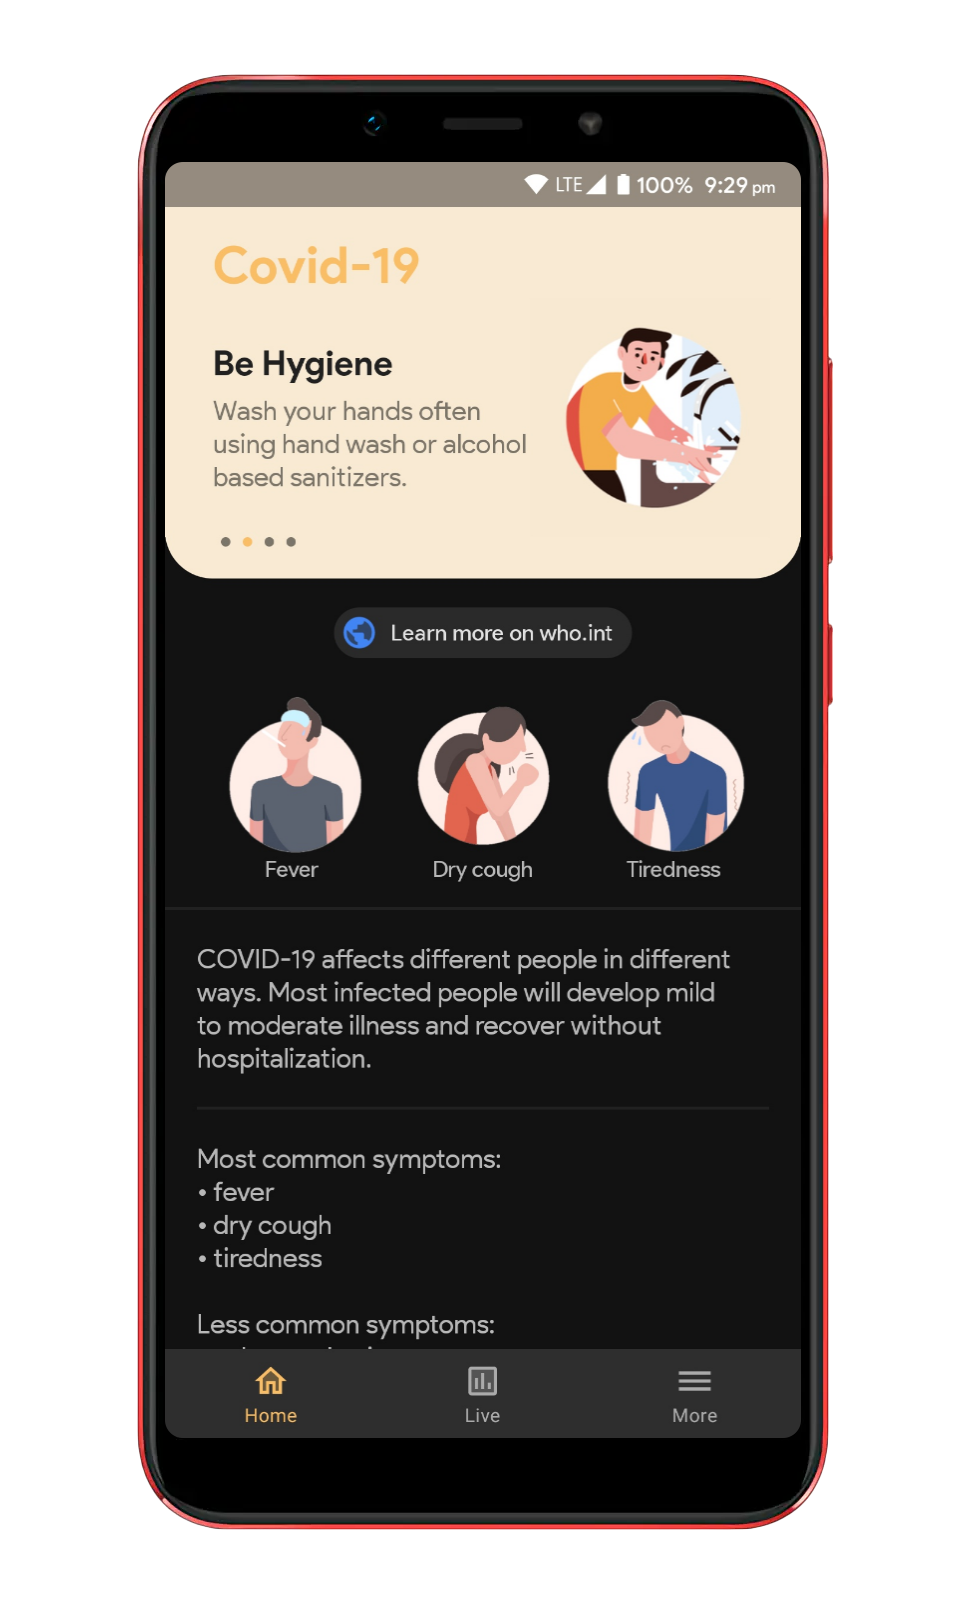 LTE 100% 9:29 pm
Covid-19
Be Hygiene
Wash your hands often
using hand wash or alcohol
based sanitizers.
Learn more on who.int
Fever
Dry cough
Tiredness
COVID-19 affects different people in different
ways. Most infected people will develop mild
to moderate illness and recover without
hospitalization.
Most common symptoms:
• fever
• dry cough
• tiredness
Less common symptoms:
Home
Live
More